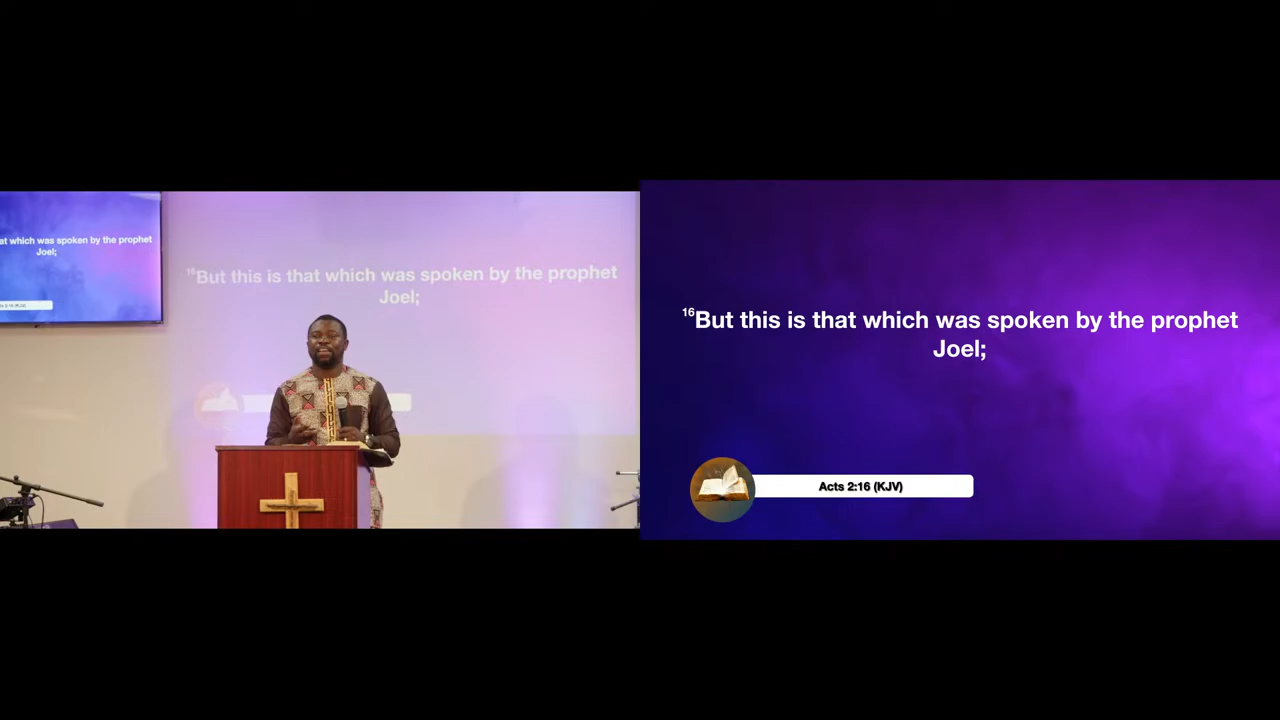 at which was spoken by the prophet
Joel;
16But this is that which was spoken by the prophet
Joel;
16But this is that which was spoken by the prophet
Joel;
Acts 2:16 (KJV)